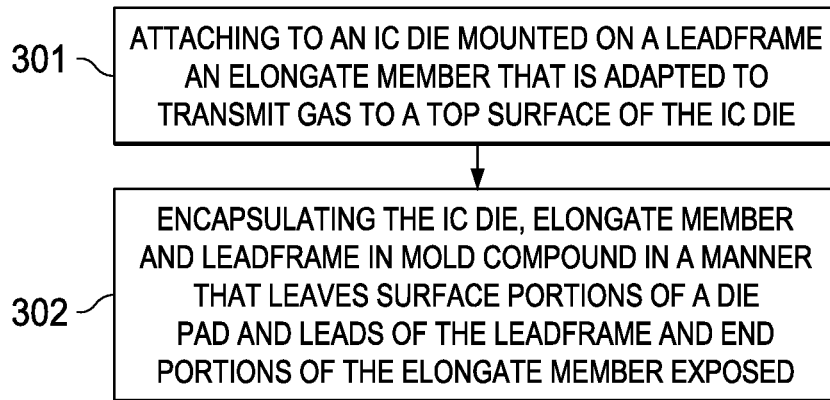 301
ATTACHING TO AN IC DIE MOUNTED ON A LEADFRAME
AN ELONGATE MEMBER THAT IS ADAPTED TO
TRANSMIT GAS TO A TOP SURFACE OF THE IC DIE
302
ENCAPSULATING THE IC DIE, ELONGATE MEMBER
AND LEADFRAME IN MOLD COMPOUND IN A MANNER
THAT LEAVES SURFACE PORTIONS OF A DIE
PAD AND LEADS OF THE LEADFRAME AND END
PORTIONS OF THE ELONGATE MEMBER EXPOSED